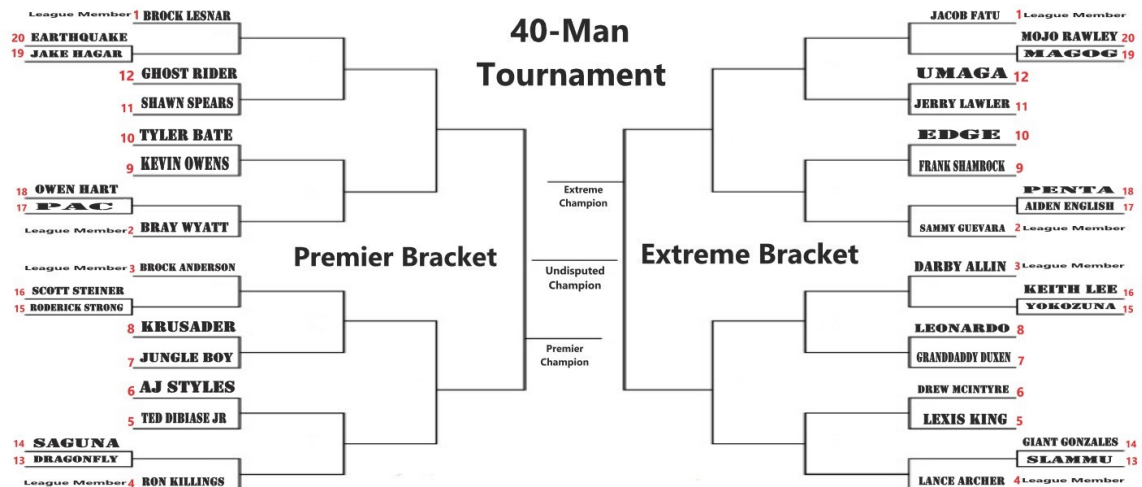 40-Man
Tournament
League Member 1 BROCK LESNAR
20 EARTHQUAKE
19 JAKE HAGAR
12 GHOST RIDER
11 SHAWN SPEARS
10 TYLER BATE
9 KEVIN OWENS
18 OWEN HART
17 PAC
League Member 2 BRAY WYATT
Premier Bracket
League Member 3 BROCK ANDERSON
16 SCOTT STEINER
15 RODERICK STRONG
8 KRUSADER
7 JUNGLE BOY
6 AJ STYLES
5 TED DIBIASE JR
14 SAGUNA
13 DRAGONFLY
League Member 4 RON KILLINGS
Extreme
Champion
Undisputed
Champion
Premier
Champion
JACOB FATU 1 League Member
MOJO RAWLEY 20
MAGOG 19
UMAGA 12
JERRY LAWLER 11
EDGE 10
FRANK SHAMROCK 9
PENTA 18
AIDEN ENGLISH 17
SAMMY GUEVARA 2 League Member
Extreme Bracket
DARBY ALLIN 3 League Member
KEITH LEE 16
YOKOZUNA 15
LEONARDO 8
GRANDDADDY DUXEN 7
DREW MCINTYRE 6
LEXIS KING 5
GIANT GONZALES 14
SLAMMU 13
LANCE ARCHER 4 League Member